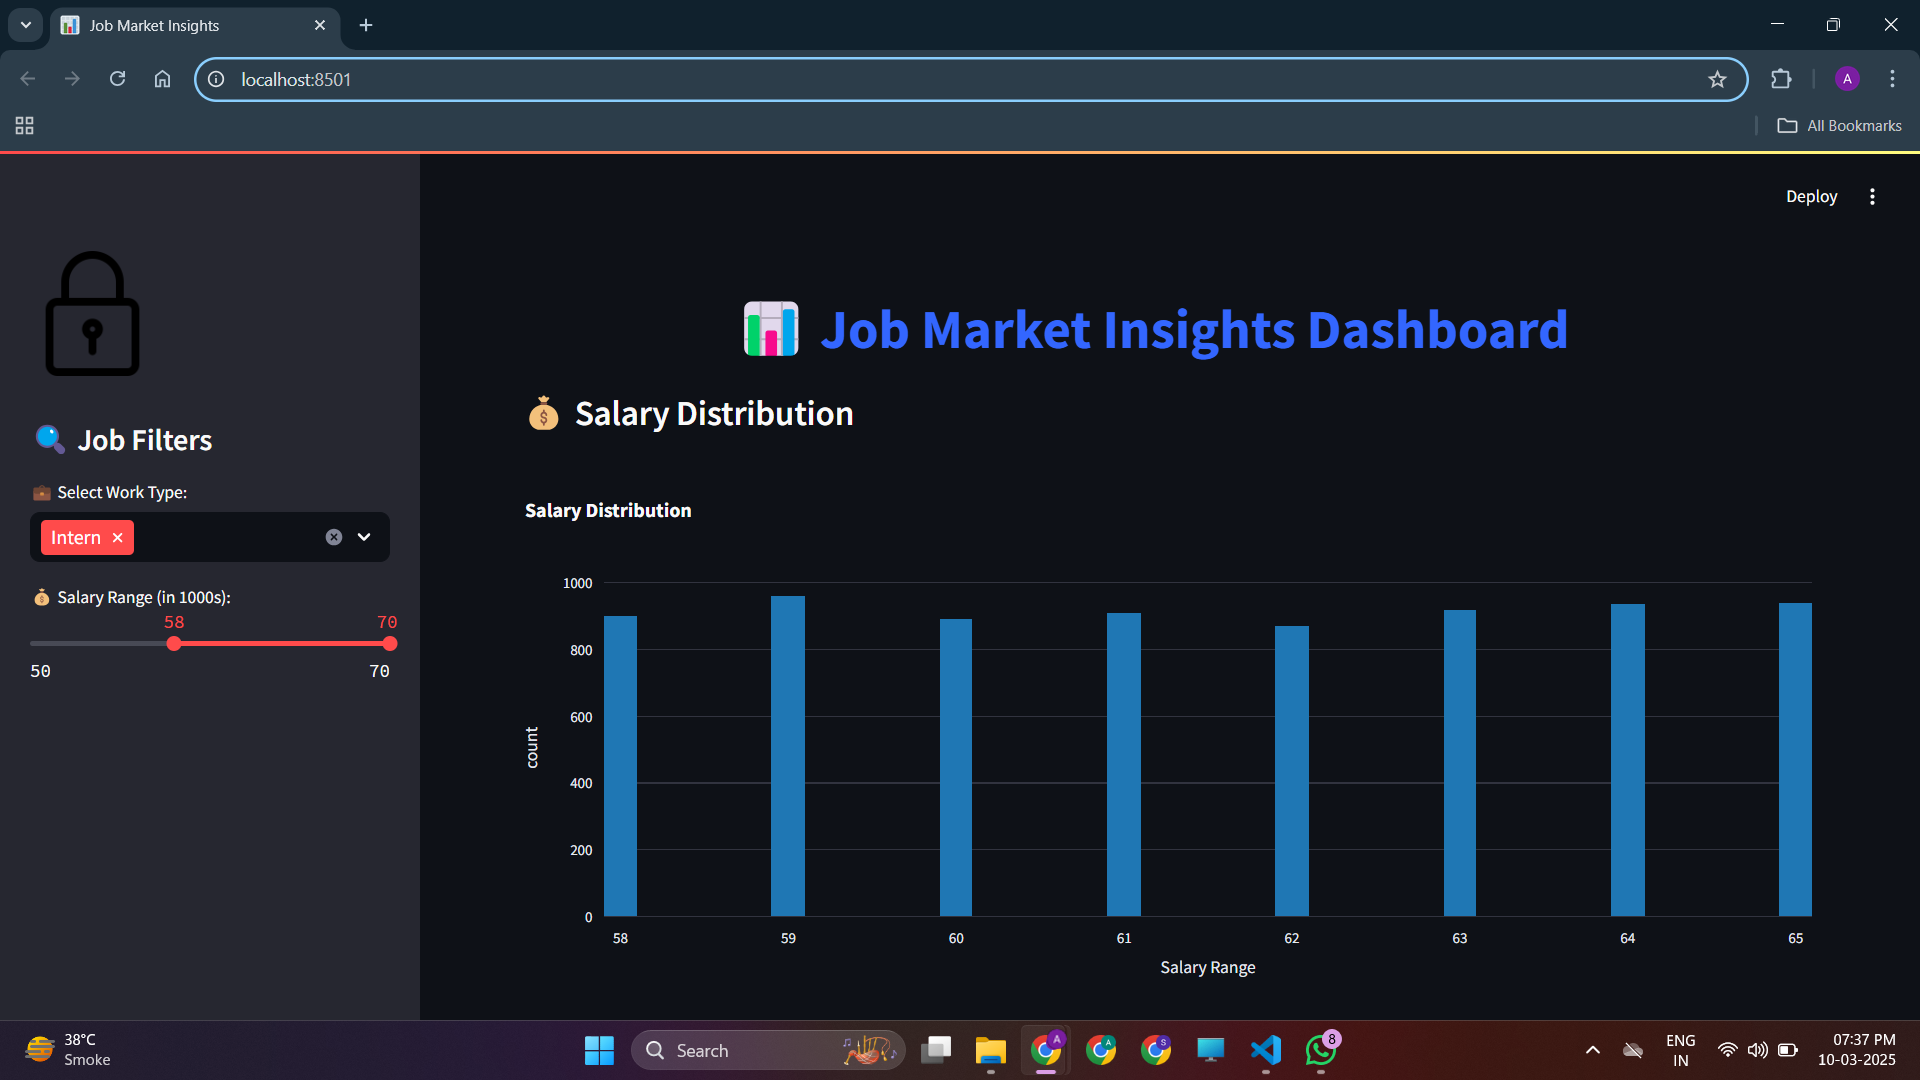 Job Market Insights
localhost:8501
All Bookmarks
A
Deploy
Job Market Insights Dashboard
Salary Distribution
Job Filters
Select Work Type:
Intern
Salary Range (in 1000s):
58 70
50 70
Salary Distribution
1000
800
600
400
200
0
count
58 59 60 61 62 63 64 65
Salary Range
38°C
Smoke
Search
A
A
S
8
ENG
IN
07:37 PM
10-03-2025